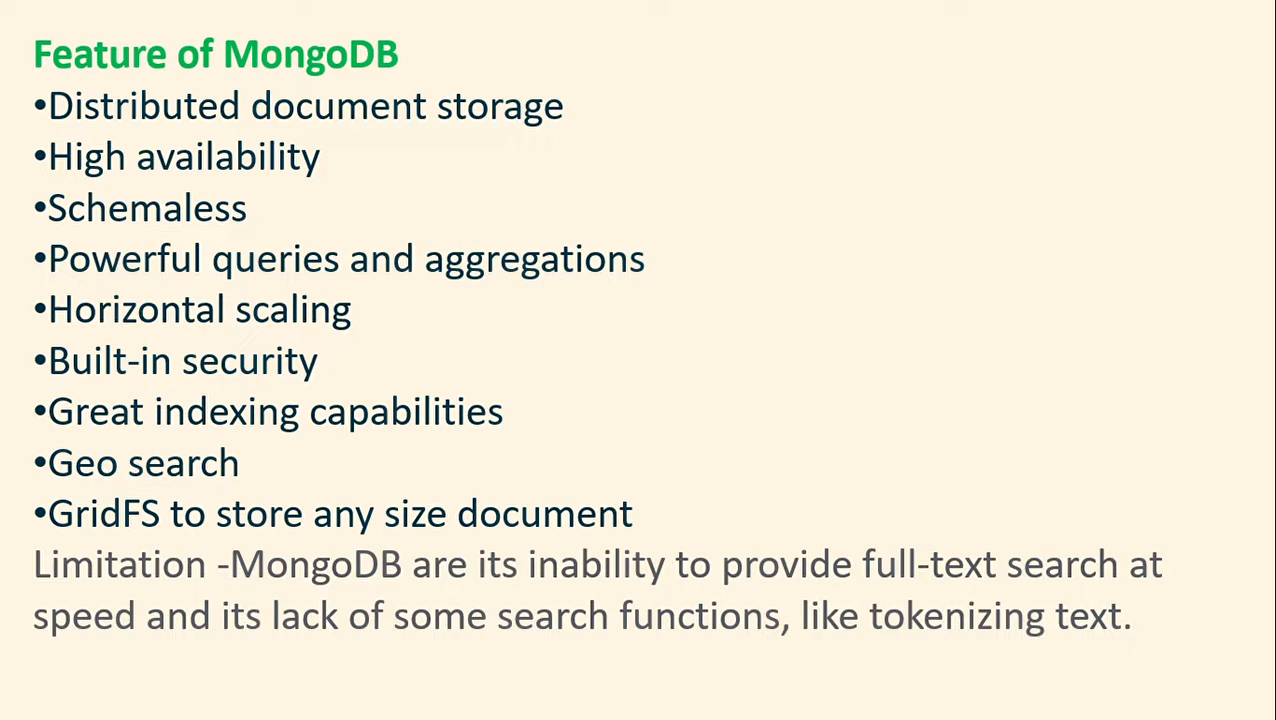 Feature of MongoDB
•Distributed document storage
•High availability
•Schemaless
•Powerful queries and aggregations
•Horizontal scaling
•Built-in security
•Great indexing capabilities
•Geo search
•GridFS to store any size document
Limitation -MongoDB are its inability to provide full-text search at
speed and its lack of some search functions, like tokenizing text.